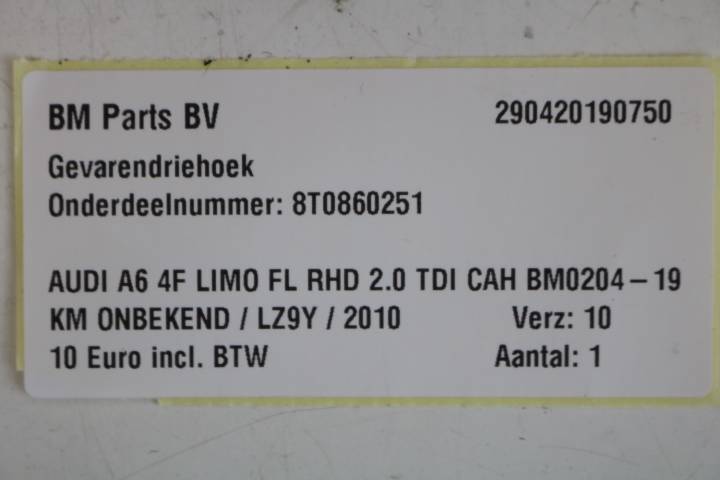 BM Parts BV 290420190750
Gevarendriehoek
Onderdeelnummer: 8T0860251
AUDI A6 4F LIMO FL RHD 2.0 TDI CAH BM0204-19
KM ONBEKEND / LZ9Y / 2010 Verz: 10
10 Euro incl. BTW Aantal: 1